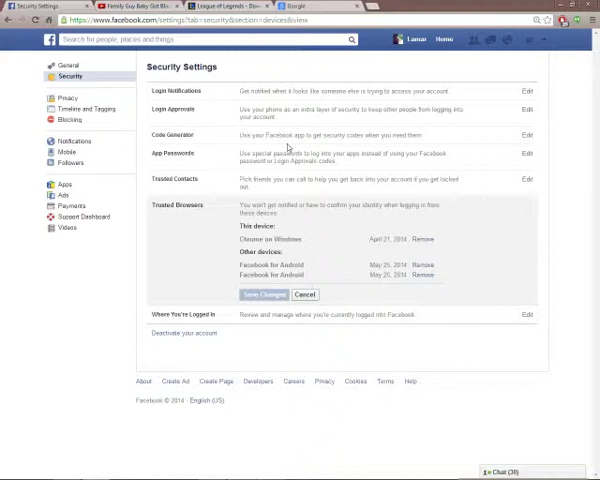 Security Settings
Family Guy Baby Got Bl
League of Legends - Dow
Google
https://www.facebook.com/settings?tab=security&section=devices&view
Search for people, places and things
Lamar Home
General
Security
Privacy
Timeline and Tagging
Blocking
Notifications
Mobile
Followers
Apps
Ads
Payments
Support Dashboard
Videos
Security Settings
Login Notifications Get notified when it looks like someone else is trying to access your account. Edit
Login Approvals Use your phone as an extra layer of security to keep other people from logging into Edit
your account.
Code Generator Use your Facebook app to get security codes when you need them. Edit
App Passwords Use special passwords to log into your apps instead of using your Facebook Edit
password or Login Approvals codes.
Trusted Contacts Pick friends you can call to help you get back into your account if you get locked Edit
out.
Trusted Browsers You won't get notified or have to confirm your identity when logging in from
these devices:
This device:
Chrome on Windows April 21, 2014 · Remove
Other devices:
Facebook for Android May 25, 2014 · Remove
Facebook for Android May 25, 2014 · Remove
Save Changes Cancel
Where You're Logged In Review and manage where you're currently logged into Facebook. Edit
Deactivate your account
About Create Ad Create Page Developers Careers Privacy Cookies Terms Help
Facebook © 2014 · English (US)
Chat (30)